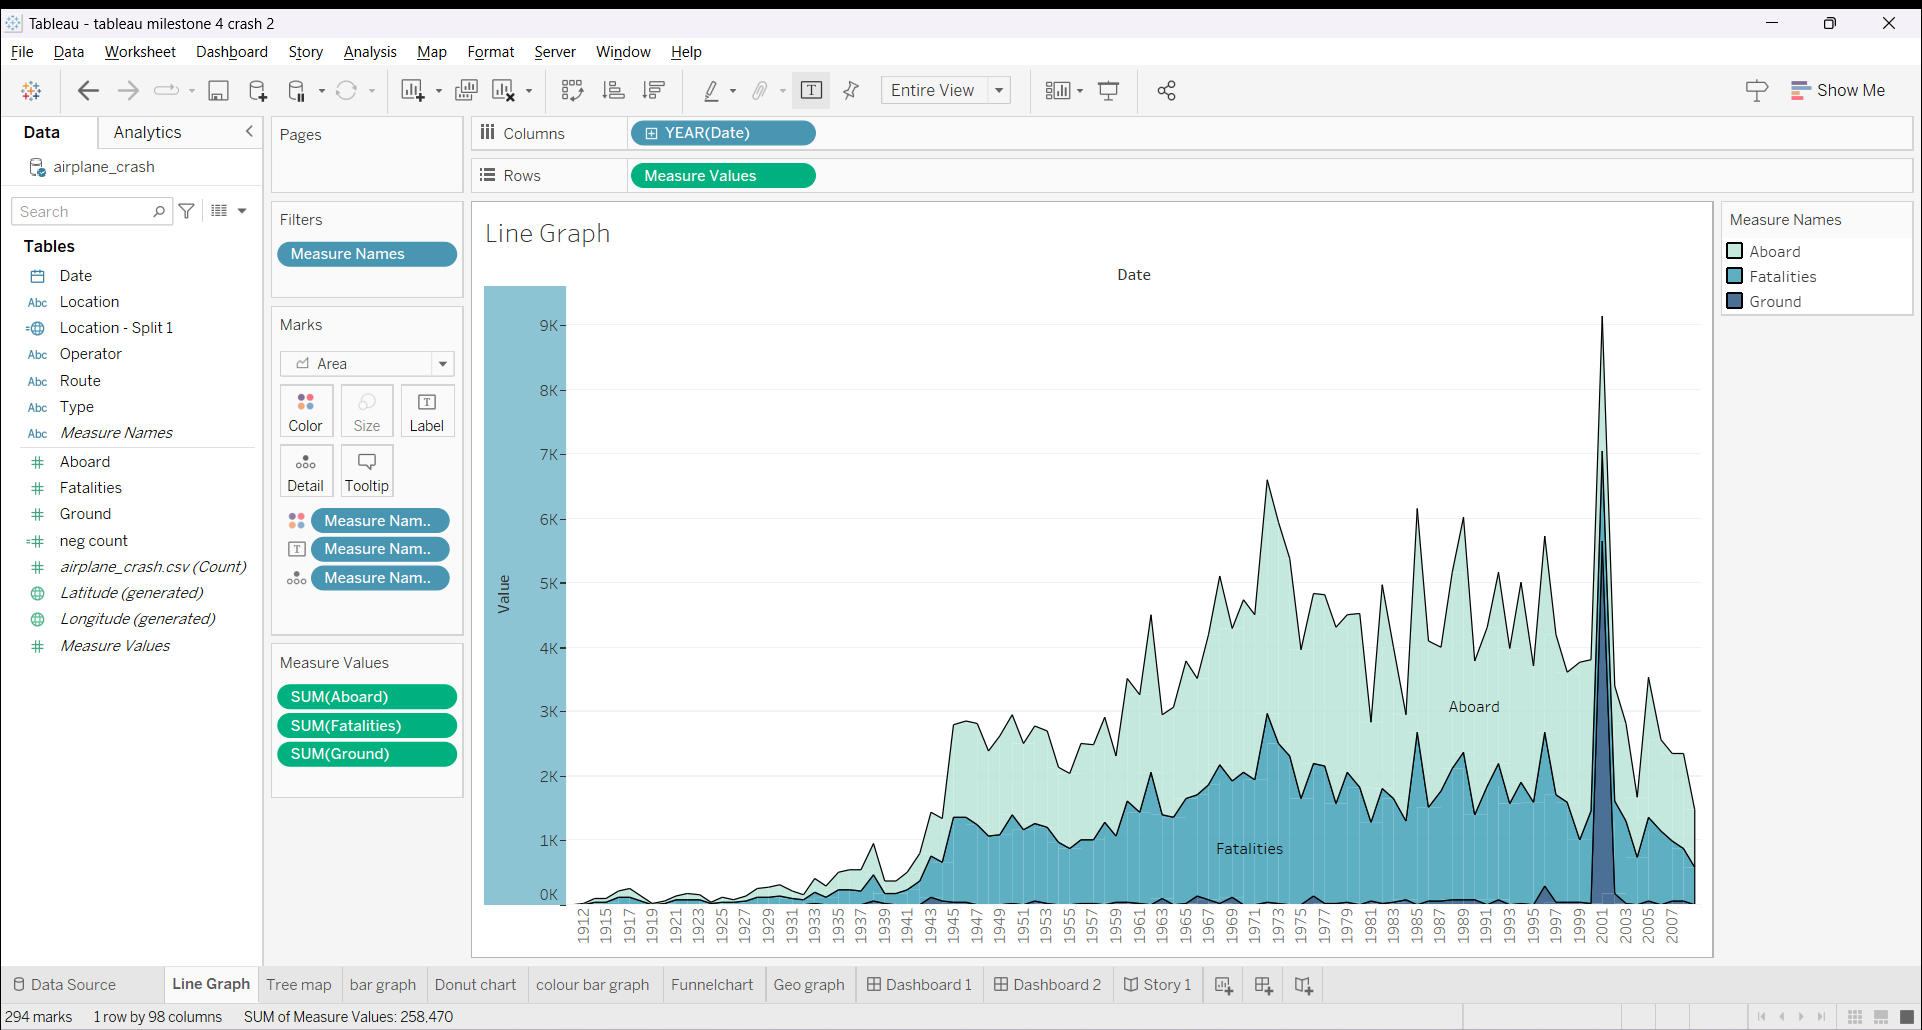 Tableau - tableau milestone 4 crash 2
File Data Worksheet Dashboard Story Analysis Map Format Server Window Help
Entire View
Show Me
Data Analytics
airplane_crash
Search
Tables
Date
Abc Location
Location - Split 1
Abc Operator
Abc Route
Abc Type
Abc Measure Names
Aboard
Fatalities
Ground
neg count
airplane_crash.csv (Count)
Latitude (generated)
Longitude (generated)
Measure Values
Pages
Filters
Measure Names
Marks
Area
Color Size Label
Detail Tooltip
Measure Nam..
Measure Nam..
Measure Nam..
Measure Values
SUM(Aboard)
SUM(Fatalities)
SUM(Ground)
Columns YEAR(Date)
Rows Measure Values
Line Graph
Date
Value
9K
8K
7K
6K
5K
4K
3K
2K
1K
0K
Aboard
Fatalities
1912 1915 1917 1919 1921 1923 1925 1927 1929 1931 1933 1935 1937 1939 1941 1943 1945 1947 1949 1951 1953 1955 1957 1959 1961 1963 1965 1967 1969 1971 1973 1975 1977 1979 1981 1983 1985 1987 1989 1991 1993 1995 1997 1999 2001 2003 2005 2007
Measure Names
Aboard
Fatalities
Ground
Data Source Line Graph Tree map bar graph Donut chart colour bar graph Funnelchart Geo graph Dashboard 1 Dashboard 2 Story 1
294 marks 1 row by 98 columns SUM of Measure Values: 258,470